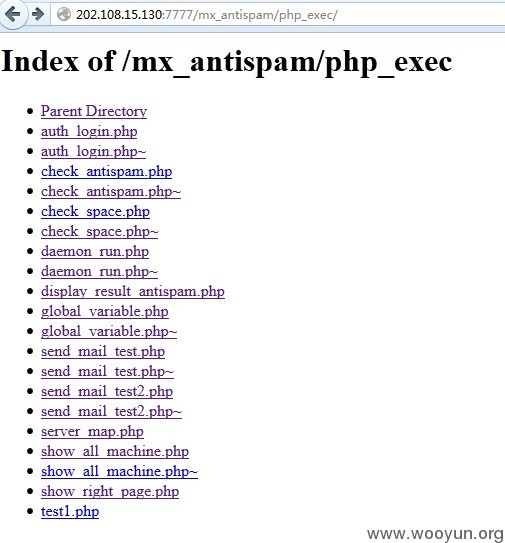 202.108.15.130:7777/mx_antispam/php_exec/
Index of /mx_antispam/php_exec
Parent Directory
auth_login.php
auth_login.php~
check_antispam.php
check_antispam.php~
check_space.php
check_space.php~
daemon_run.php
daemon_run.php~
display_result_antispam.php
global_variable.php
global_variable.php~
send_mail_test.php
send_mail_test.php~
send_mail_test2.php
send_mail_test2.php~
server_map.php
show_all_machine.php
show_all_machine.php~
show_right_page.php
test1.php
www.wooyun.org